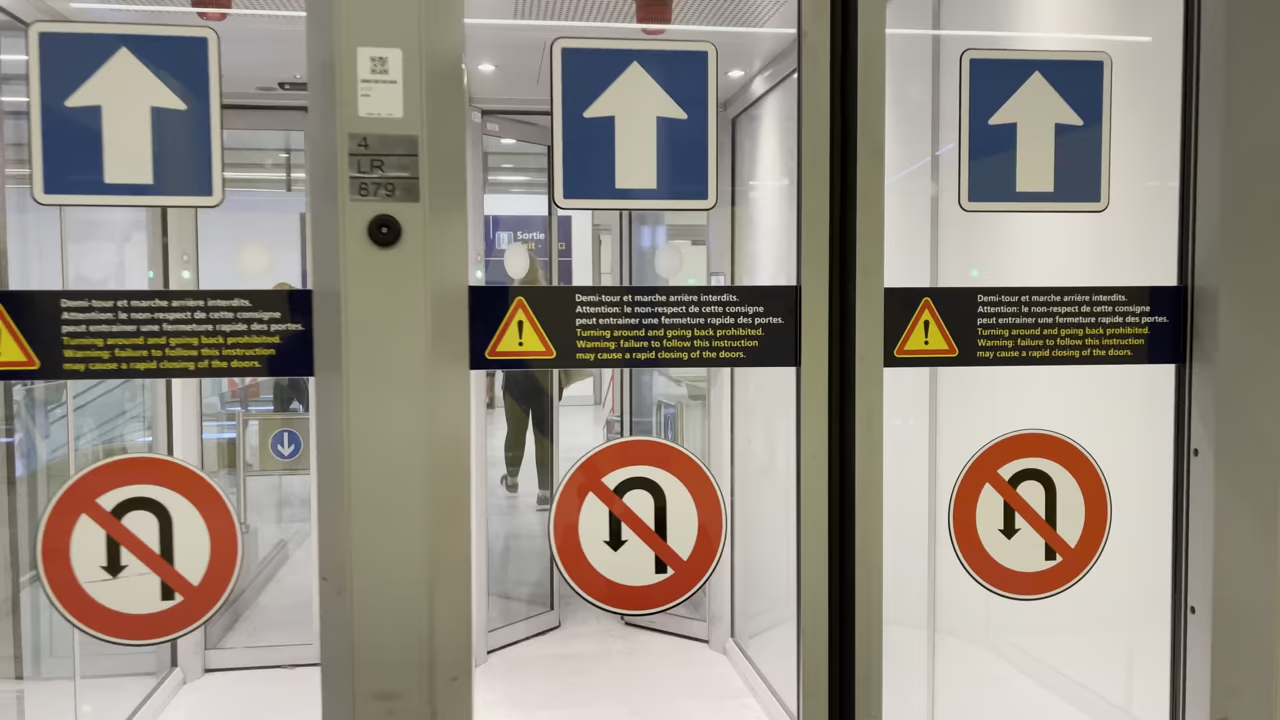 4
LR
679
Sortie
Exit
Demi-tour et marche arrière interdits.
Attention: le non-respect de cette consigne
peut entrainer une fermeture rapide des portes.
Turning around and going back prohibited.
Warning: failure to follow this instruction
may cause a rapid closing of the doors.
Demi-tour et marche arrière interdits.
Attention: le non-respect de cette consigne
peut entrainer une fermeture rapide des portes.
Turning around and going back prohibited.
Warning: failure to follow this instruction
may cause a rapid closing of the doors.
Demi-tour et marche arrière interdits.
Attention: le non-respect de cette consigne
peut entrainer une fermeture rapide des portes.
Turning around and going back prohibited.
Warning: failure to follow this instruction
may cause a rapid closing of the doors.